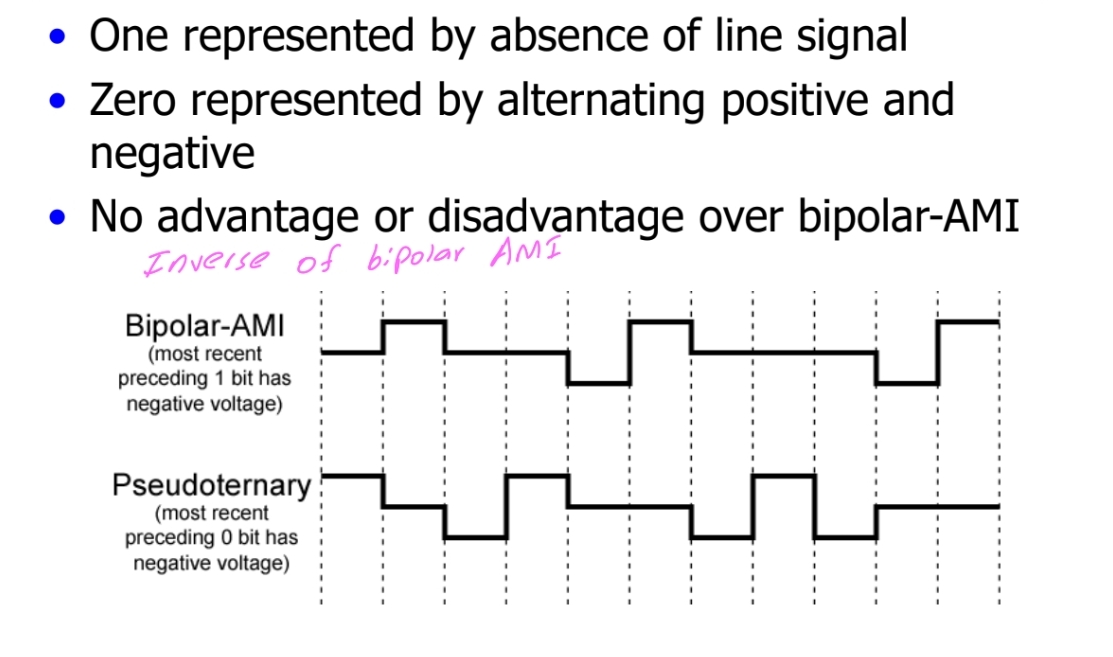 • One represented by absence of line signal
• Zero represented by alternating positive and
negative
• No advantage or disadvantage over bipolar-AMI
Inverse of bipolar AMI
Bipolar-AMI
(most recent
preceding 1 bit has
negative voltage)
Pseudoternary
(most recent
preceding 0 bit has
negative voltage)